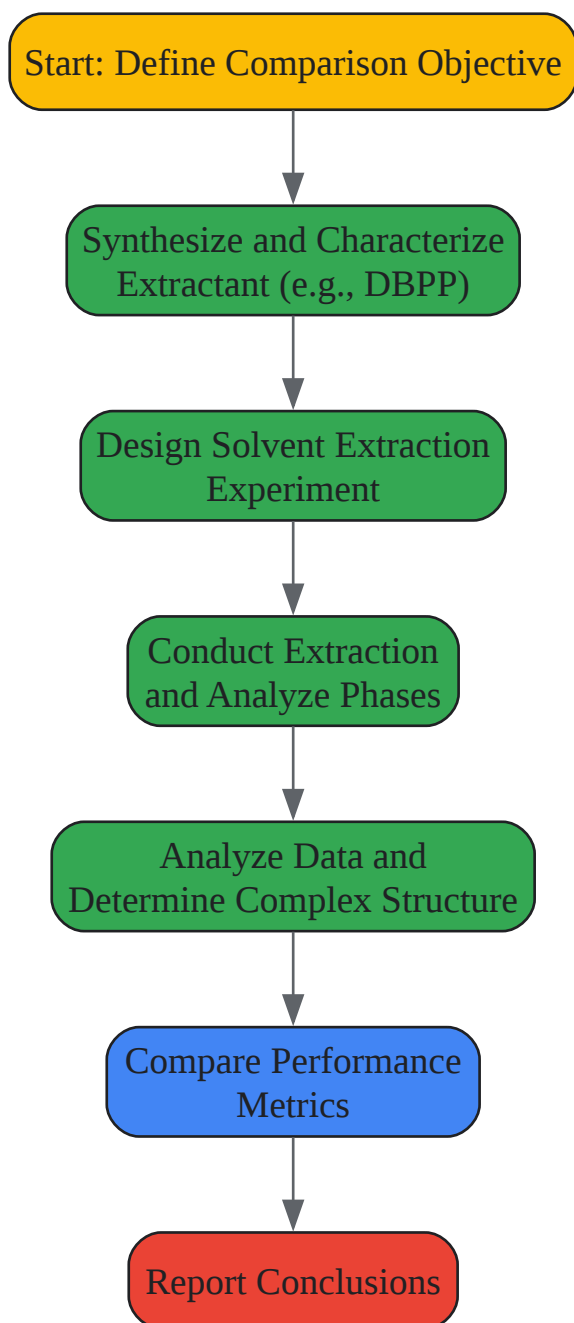 Start: Define Comparison Objective
Synthesize and Characterize
Extractant (e.g., DBPP)
Design Solvent Extraction
Experiment
Conduct Extraction
and Analyze Phases
Analyze Data and
Determine Complex Structure
Compare Performance
Metrics
Report Conclusions